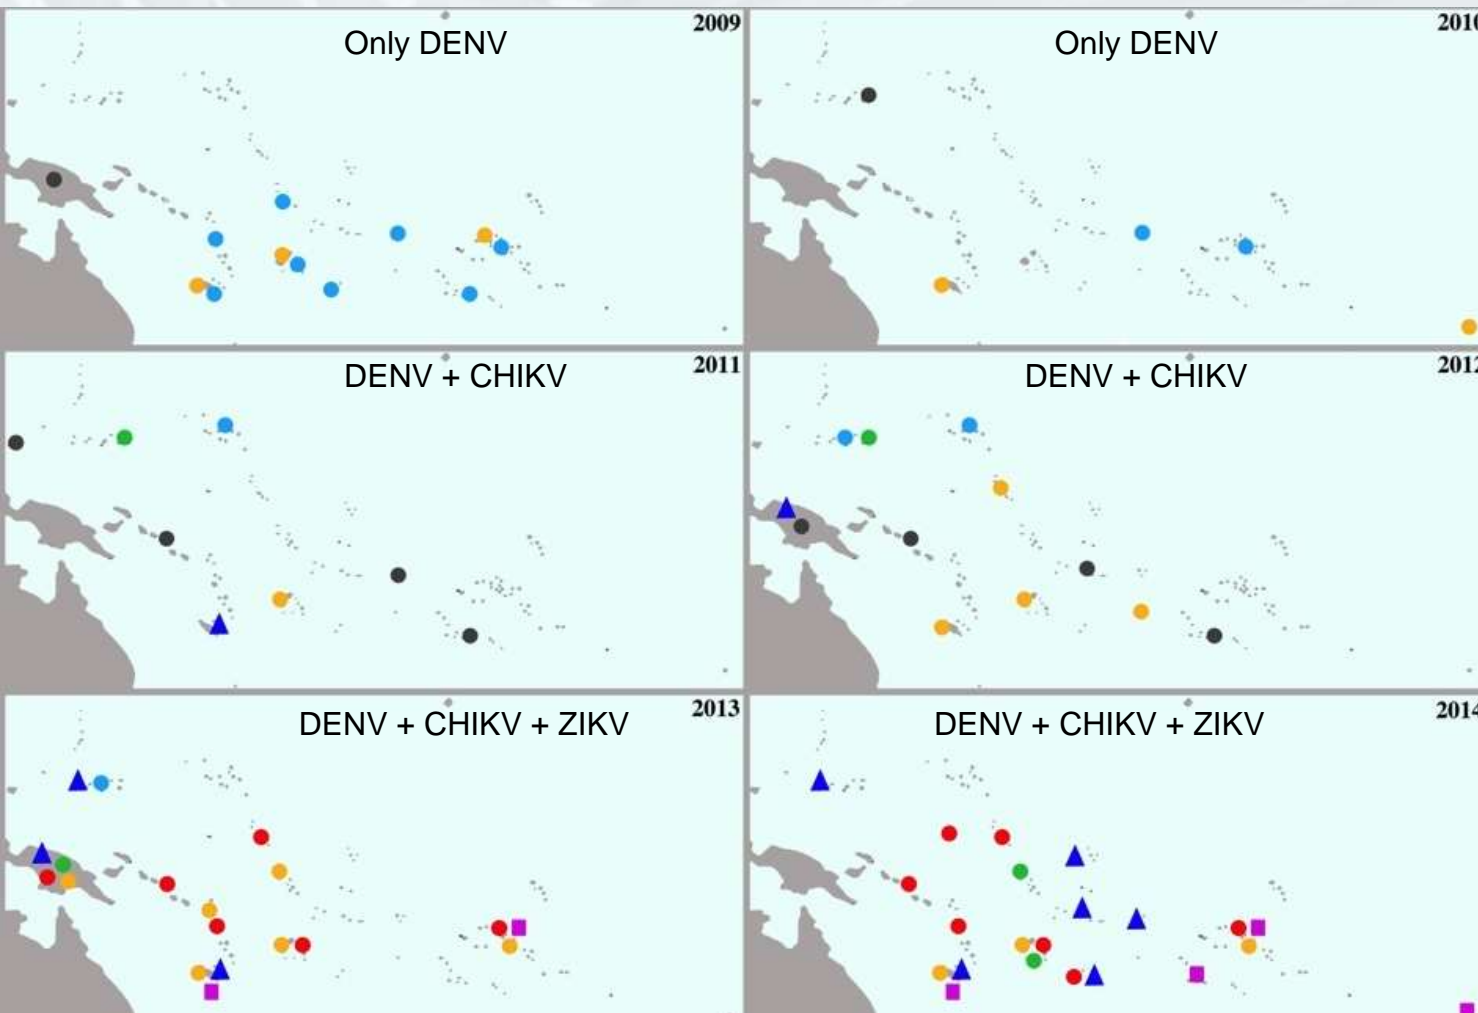 2009
Only DENV
2010
Only DENV
2011
DENV + CHIKV
2012
DENV + CHIKV
2013
DENV + CHIKV + ZIKV
2014
DENV + CHIKV + ZIKV